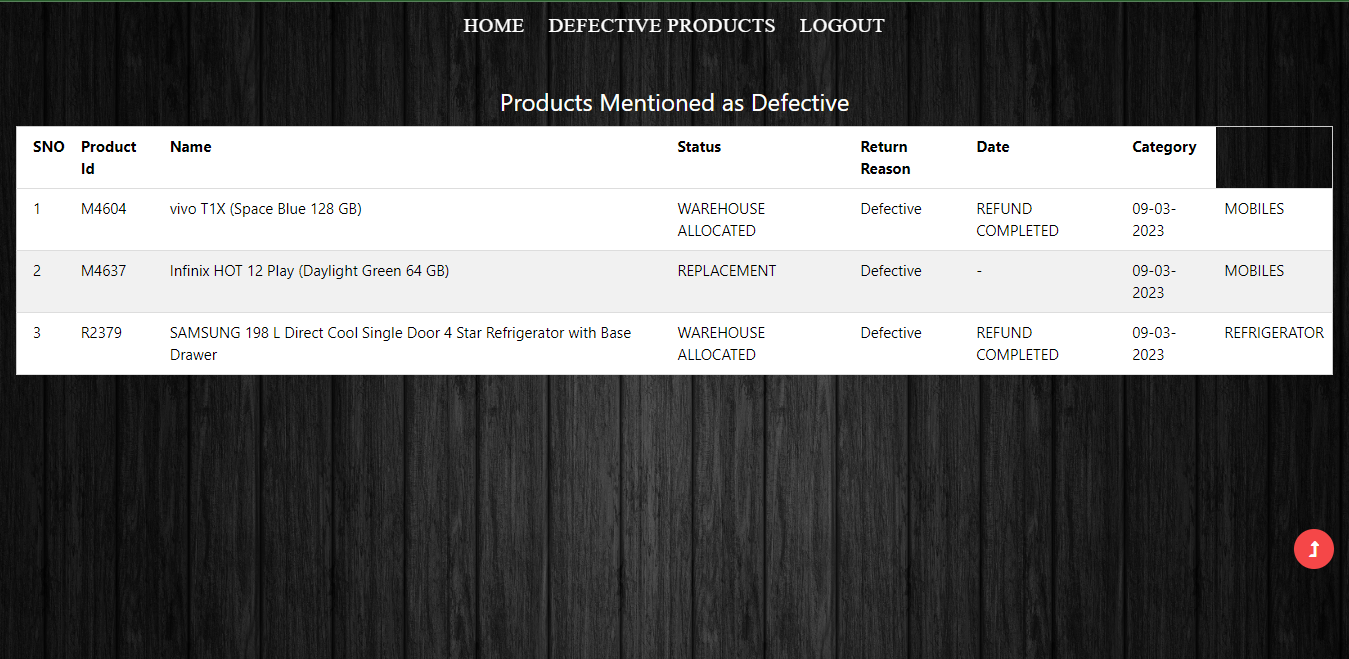 HOME DEFECTIVE PRODUCTS LOGOUT
Products Mentioned as Defective
SNO Product Id Name Status Return Reason Date Category
1 M4604 vivo T1X (Space Blue 128 GB) WAREHOUSE ALLOCATED Defective REFUND COMPLETED 09-03-2023 MOBILES
2 M4637 Infinix HOT 12 Play (Daylight Green 64 GB) REPLACEMENT Defective - 09-03-2023 MOBILES
3 R2379 SAMSUNG 198 L Direct Cool Single Door 4 Star Refrigerator with Base Drawer WAREHOUSE ALLOCATED Defective REFUND COMPLETED 09-03-2023 REFRIGERATOR